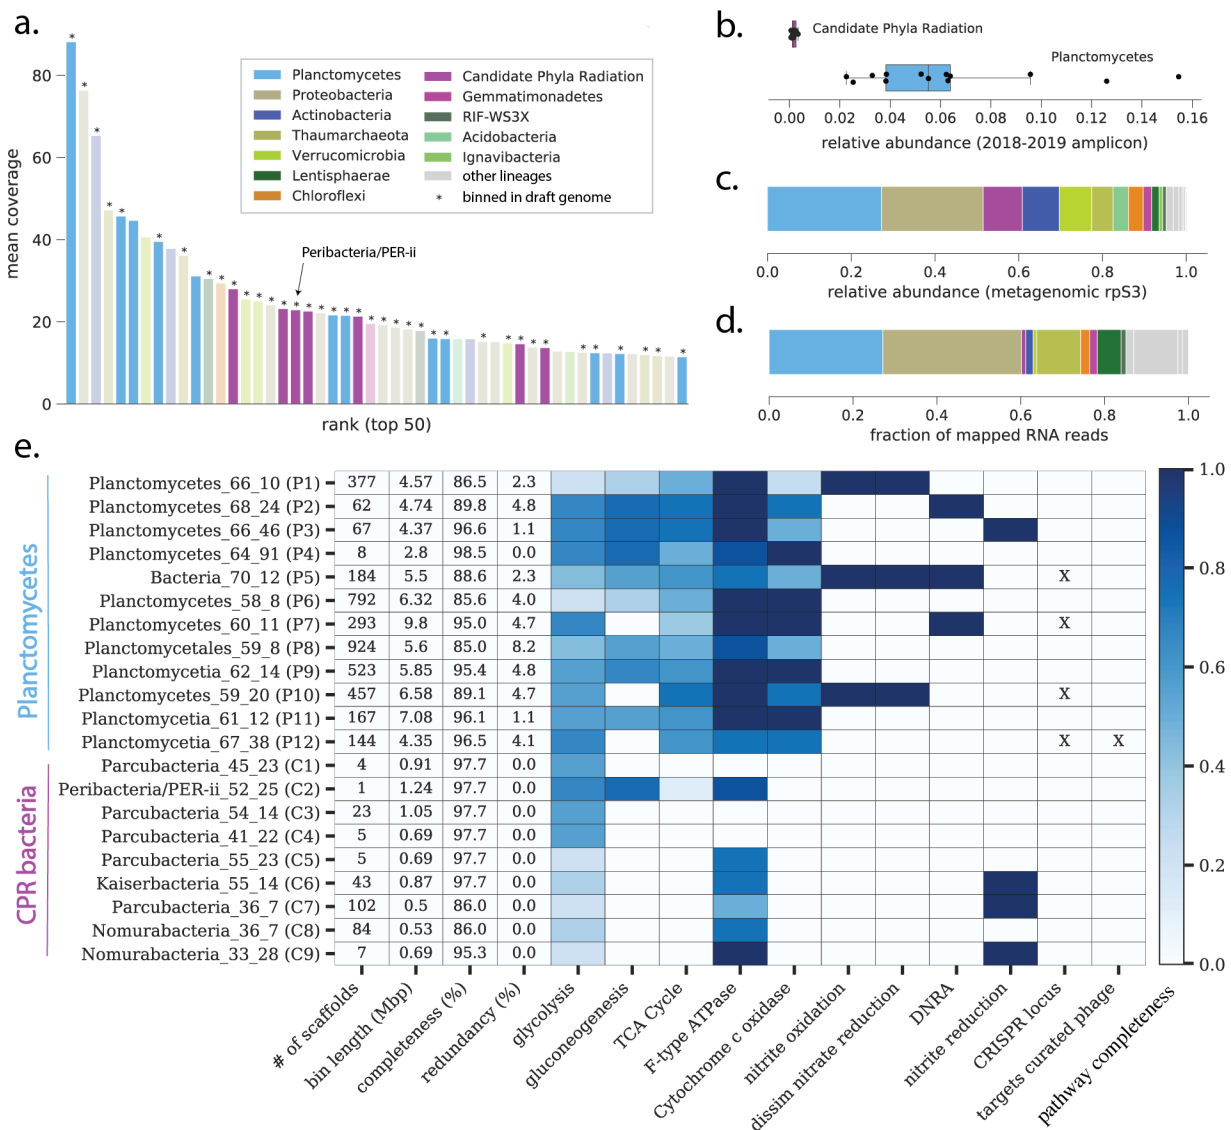 a.
mean coverage
80
60
40
20
0
* * * * * * * * * * * * * * * * * * * * * * * * * * * * * * * * * * * * * *
Planctomycetes
Proteobacteria
Actinobacteria
Thaumarchaeota
Verrucomicrobia
Lentisphaerae
Chloroflexi
Candidate Phyla Radiation
Gemmatimonadetes
RIF-WS3X
Acidobacteria
Ignavibacteria
other lineages
* binned in draft genome
Peribacteria/PER-ii
rank (top 50)
b.
Candidate Phyla Radiation
Planctomycetes
0.00 0.02 0.04 0.06 0.08 0.10 0.12 0.14 0.16
relative abundance (2018-2019 amplicon)
c.
0.0 0.2 0.4 0.6 0.8 1.0
relative abundance (metagenomic rpS3)
d.
0.0 0.2 0.4 0.6 0.8 1.0
fraction of mapped RNA reads
e.
Planctomycetes
CPR bacteria
Planctomycetes_66_10 (P1) 377 4.57 86.5 2.3
Planctomycetes_68_24 (P2) 62 4.74 89.8 4.8
Planctomycetes_66_46 (P3) 67 4.37 96.6 1.1
Planctomycetes_64_91 (P4) 8 2.8 98.5 0.0
Bacteria_70_12 (P5) 184 5.5 88.6 2.3 X
Planctomycetes_58_8 (P6) 792 6.32 85.6 4.0
Planctomycetes_60_11 (P7) 293 9.8 95.0 4.7 X
Planctomycetales_59_8 (P8) 924 5.6 85.0 8.2
Planctomycetia_62_14 (P9) 523 5.85 95.4 4.8
Planctomycetes_59_20 (P10) 457 6.58 89.1 4.7 X
Planctomycetia_61_12 (P11) 167 7.08 96.1 1.1
Planctomycetia_67_38 (P12) 144 4.35 96.5 4.1 X X
Parcubacteria_45_23 (C1) 4 0.91 97.7 0.0
Peribacteria/PER-ii_52_25 (C2) 1 1.24 97.7 0.0
Parcubacteria_54_14 (C3) 23 1.05 97.7 0.0
Parcubacteria_41_22 (C4) 5 0.69 97.7 0.0
Parcubacteria_55_23 (C5) 5 0.69 97.7 0.0
Kaiserbacteria_55_14 (C6) 43 0.87 97.7 0.0
Parcubacteria_36_7 (C7) 102 0.5 86.0 0.0
Nomurabacteria_36_7 (C8) 84 0.53 86.0 0.0
Nomurabacteria_33_28 (C9) 7 0.69 95.3 0.0
# of scaffolds
bin length (Mbp)
completeness (%)
redundancy (%)
glycolysis
gluconeogenesis
TCA Cycle
F-type ATPase
Cytochrome c oxidase
nitrite oxidation
dissim nitrate reduction
DNRA
nitrite reduction
CRISPR locus
targets curated phage
pathway completeness
1.0
0.8
0.6
0.4
0.2
0.0